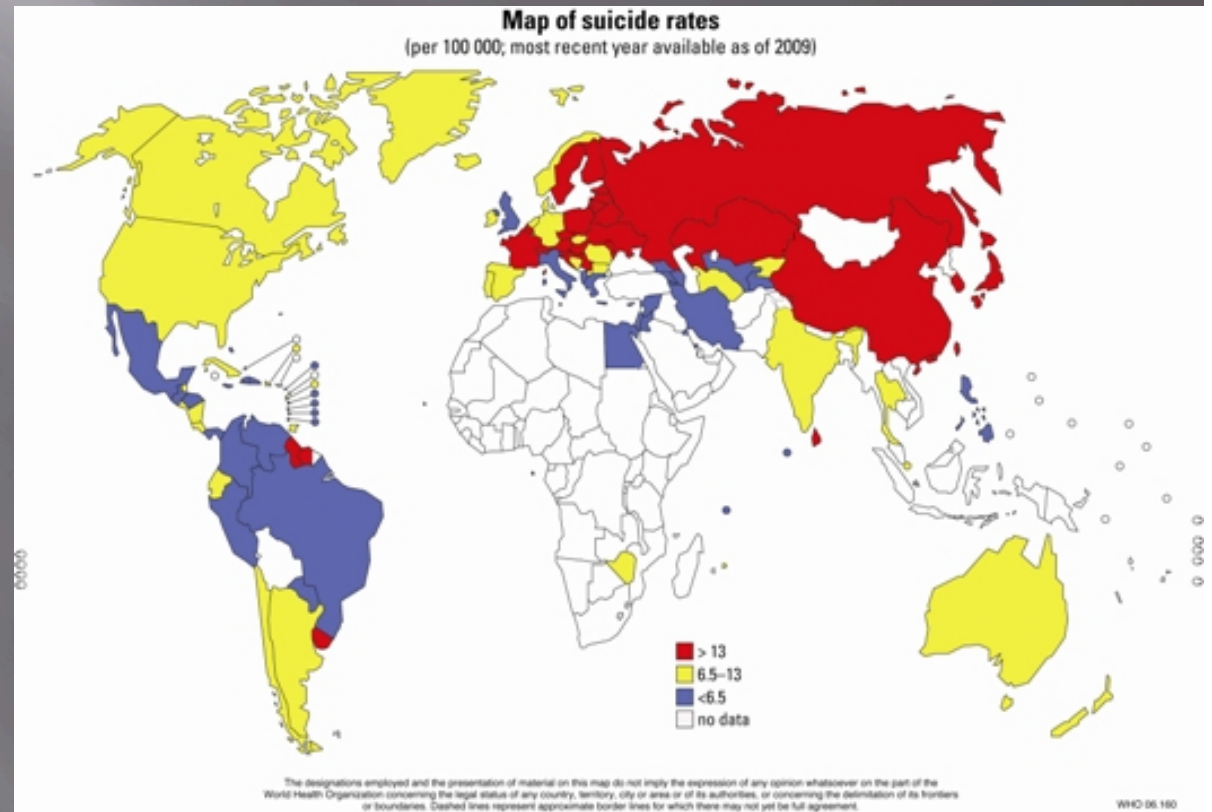 Map of suicide rates
(per 100 000; most recent year available as of 2009)
> 13
6.5–13
<6.5
no data
The designations employed and the presentation of material on this map do not imply the expression of any opinion whatsoever on the part of the
World Health Organization concerning the legal status of any country, territory, city or area or of its authorities, or concerning the delimitation of its frontiers
or boundaries. Dashed lines represent approximate border lines for which there may not yet be full agreement.
WHO 06.160